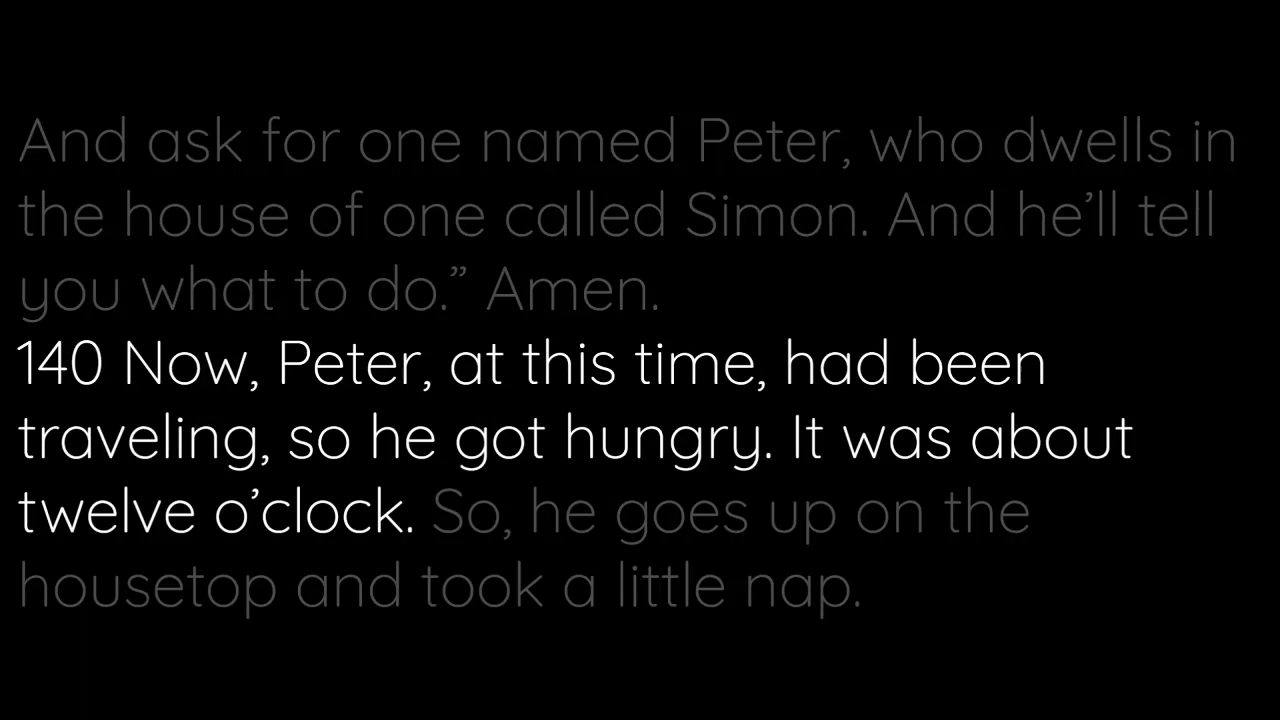 And ask for one named Peter, who dwells in
the house of one called Simon. And he’ll tell
you what to do.” Amen.
140 Now, Peter, at this time, had been
traveling, so he got hungry. It was about
twelve o’clock. So, he goes up on the
housetop and took a little nap.